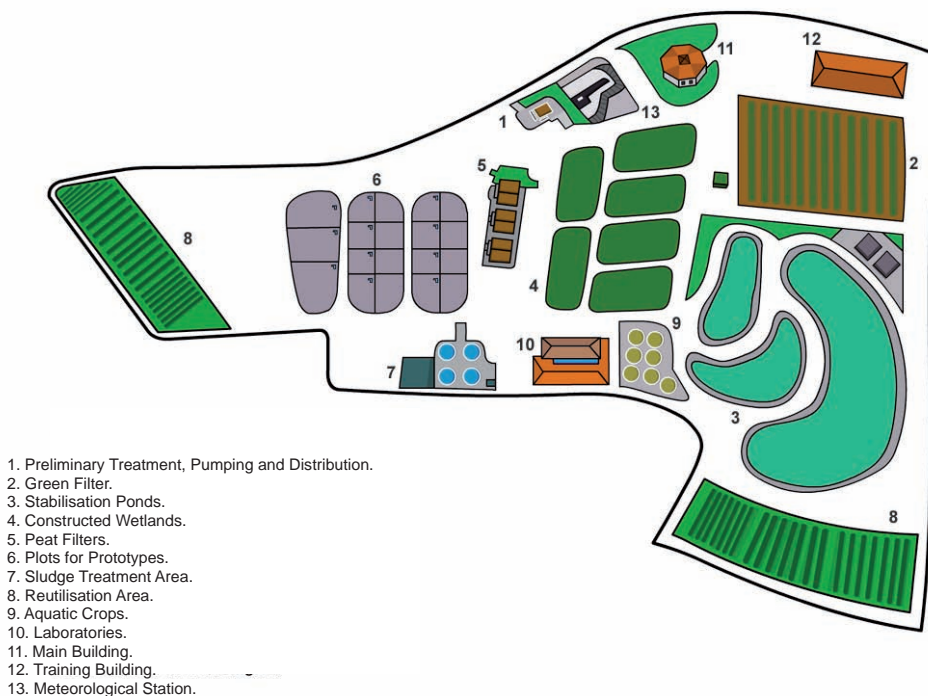 12
11
13
1
2
5
6
8
4
9
10
7
3
8
1. Preliminary Treatment, Pumping and Distribution.
2. Green Filter.
3. Stabilisation Ponds.
4. Constructed Wetlands.
5. Peat Filters.
6. Plots for Prototypes.
7. Sludge Treatment Area.
8. Reutilisation Area.
9. Aquatic Crops.
10. Laboratories.
11. Main Building.
12. Training Building.
13. Meteorological Station.